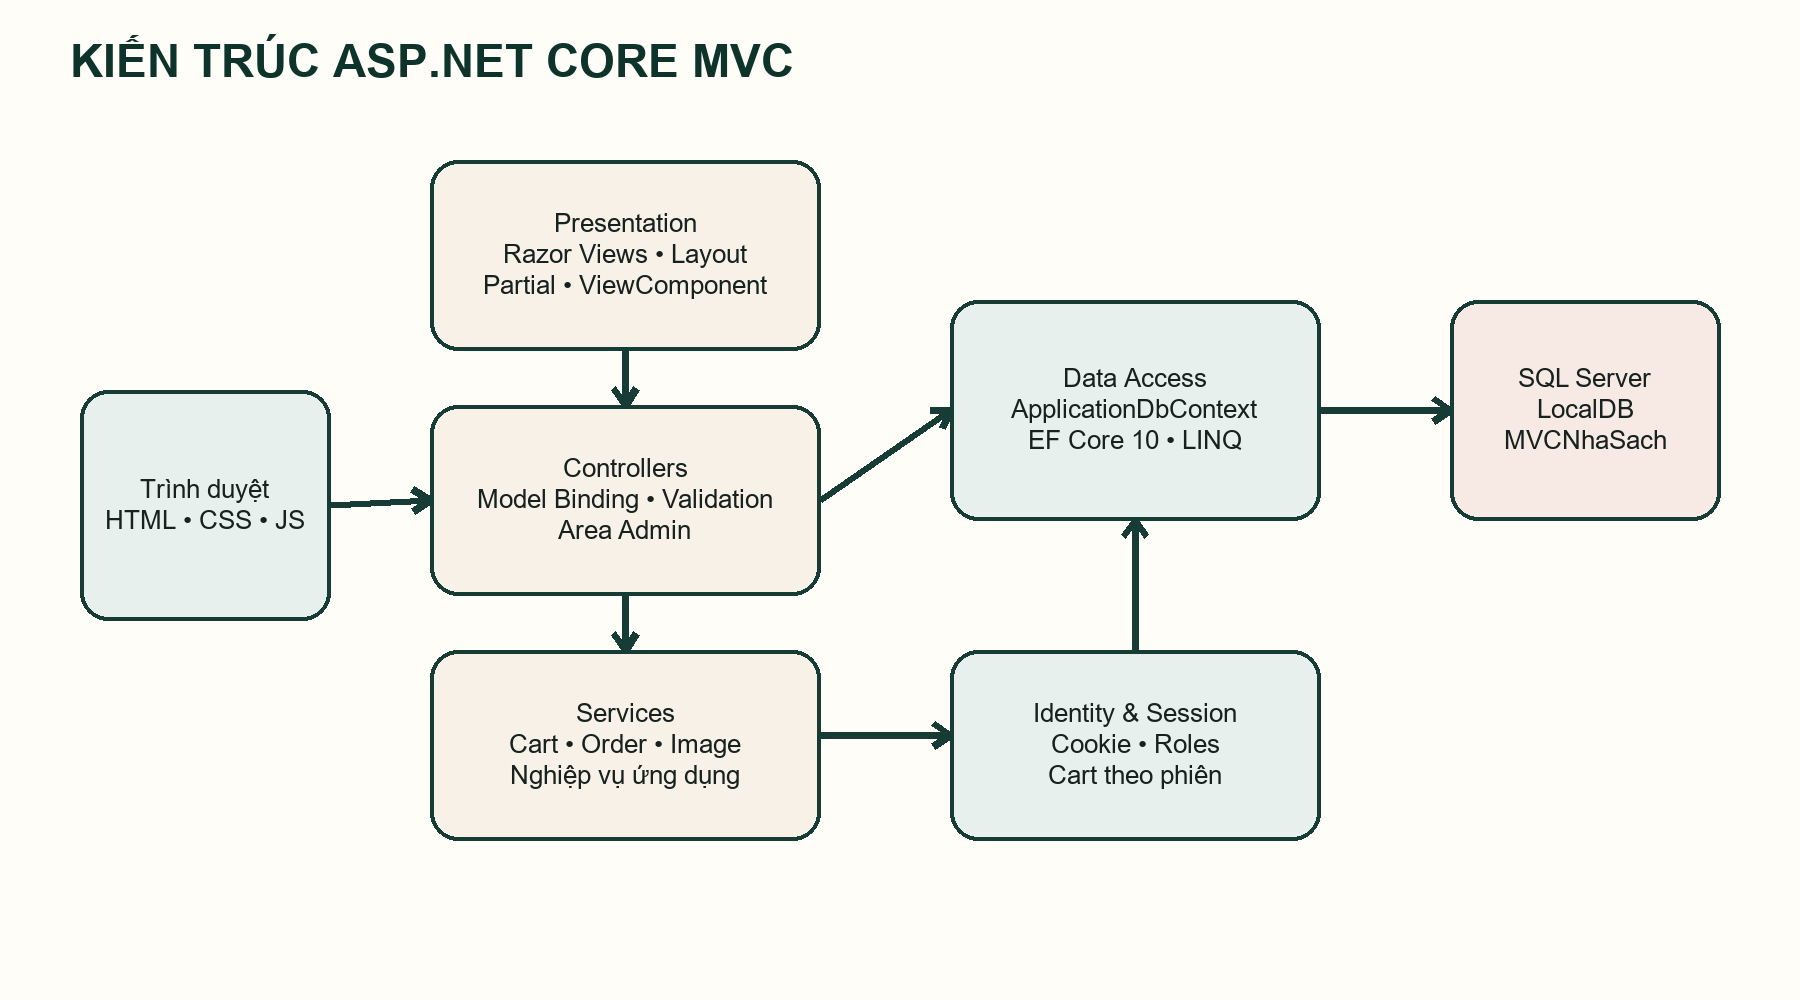 KIẾN TRÚC ASP.NET CORE MVC
Presentation
Razor Views • Layout
Partial • ViewComponent
Trình duyệt
HTML • CSS • JS
Controllers
Model Binding • Validation
Area Admin
Services
Cart • Order • Image
Nghiệp vụ ứng dụng
Data Access
ApplicationDbContext
EF Core 10 • LINQ
Identity & Session
Cookie • Roles
Cart theo phiên
SQL Server
LocalDB
MVCNhaSach